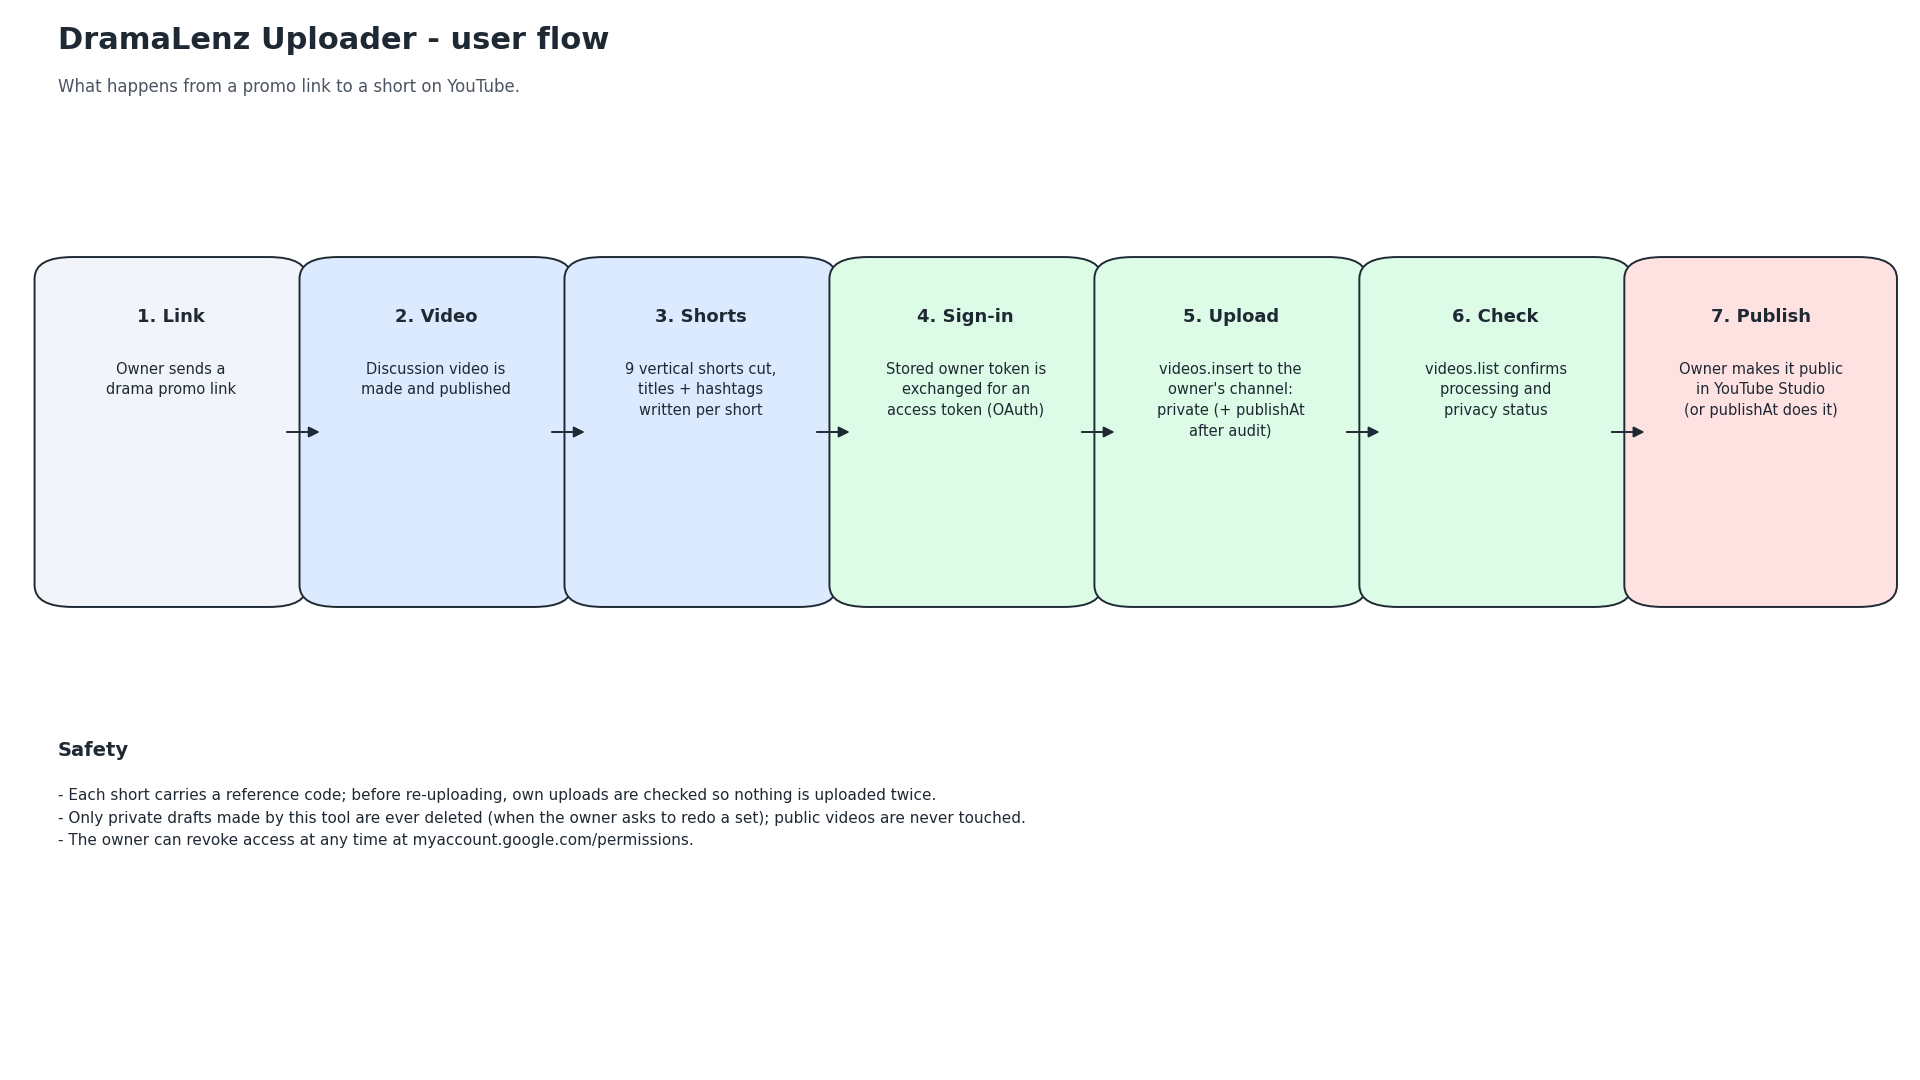 DramaLenz Uploader - user flow
What happens from a promo link to a short on YouTube.
1. Link
Owner sends a
drama promo link
2. Video
Discussion video is
made and published
3. Shorts
9 vertical shorts cut,
titles + hashtags
written per short
4. Sign-in
Stored owner token is
exchanged for an
access token (OAuth)
5. Upload
videos.insert to the
owner's channel:
private (+ publishAt
after audit)
6. Check
videos.list confirms
processing and
privacy status
7. Publish
Owner makes it public
in YouTube Studio
(or publishAt does it)
Safety
- Each short carries a reference code; before re-uploading, own uploads are checked so nothing is uploaded twice.
- Only private drafts made by this tool are ever deleted (when the owner asks to redo a set); public videos are never touched.
- The owner can revoke access at any time at myaccount.google.com/permissions.